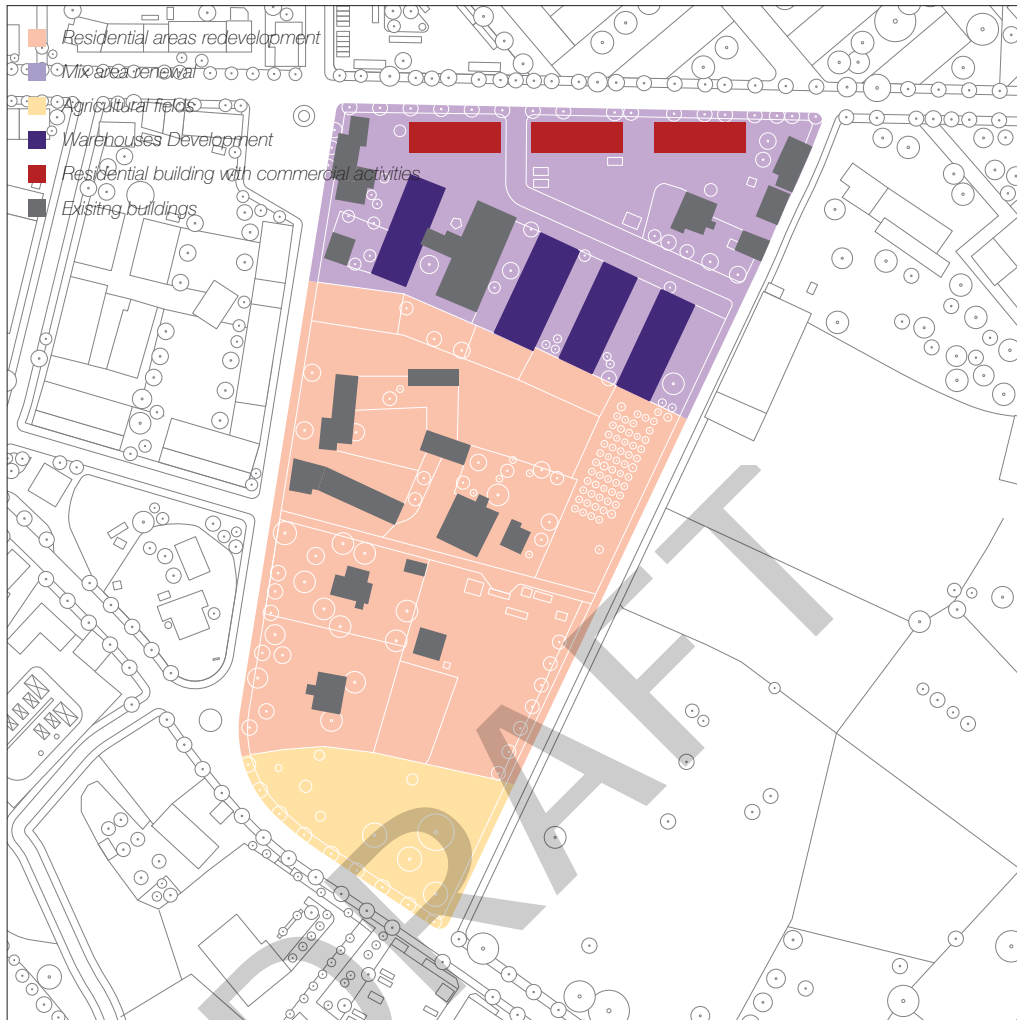 Residential areas redevelopment
Mix area renewal
Agricultural fields
Warehouses Development
Residential building with commercial activities
Exisitng buildings
DRAFT